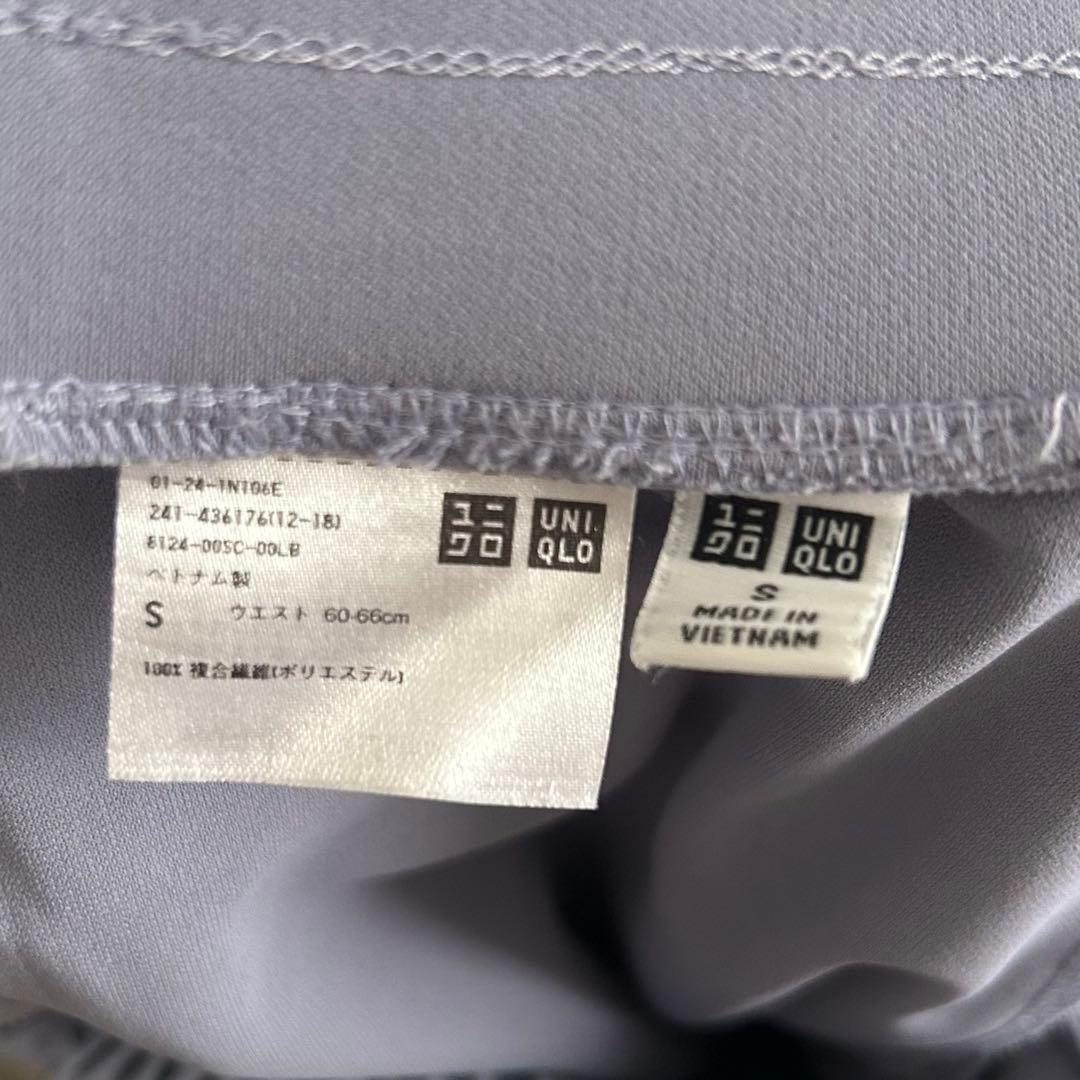 01-24-1N106E
241-436176(12-18)
8124-005C-00LB
ベトナム製
S ウエスト 60-66cm
100% 複合繊維(ポリエステル)
ユニ
クロ
UNI
QLO
ユニ
クロ
UNI
QLO
S
MADE IN
VIETNAM